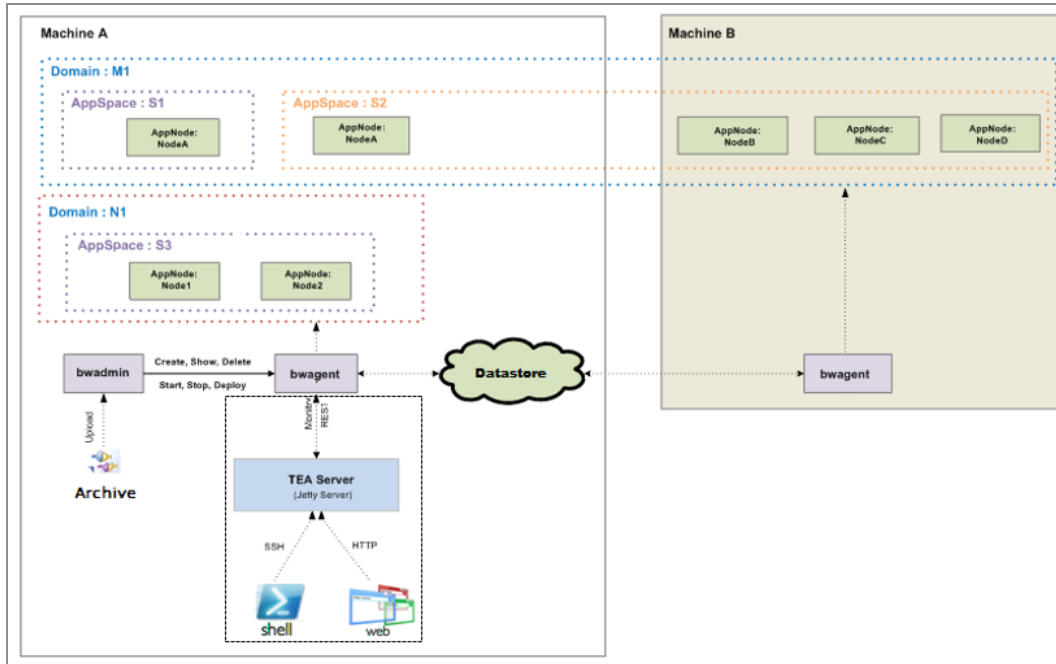 Machine A
Machine B
Domain : M1
AppSpace : S1
AppSpace : S2
AppNode:
NodeA
AppNode:
NodeA
AppNode:
NodeB
AppNode:
NodeC
AppNode:
NodeD
Domain : N1
AppSpace : S3
AppNode:
Node1
AppNode:
Node2
bwadmin
Create, Show, Delete
Start, Stop, Deploy
bwagent
Datastore
bwagent
Upload
Archive
REST
TEA Server
(Jetty Server)
SSH
HTTP
shell
web